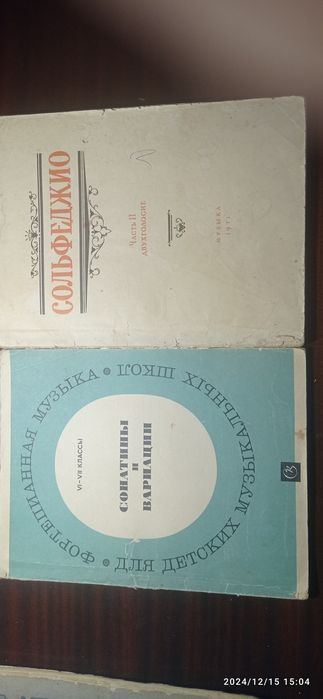 СОЛЬФЕДЖИО
ЧАСТЬ II
ДВУХГОЛОСИЕ
МУЗЫКА
ФОРТЕПИАННАЯ МУЗЫКА •
ДЛЯ ДЕТСКИХ МУЗЫКАЛЬНЫХ ШКОЛ •
VI–VII КЛАССЫ
СОНАТИНЫ
И
ВАРИАЦИИ
2024/12/15 15:04